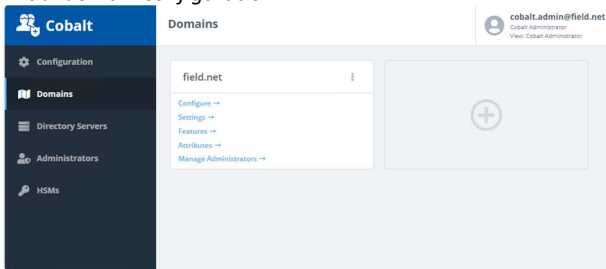 Cobalt
Domains
cobalt.admin@field.net
Cobalt Administrator
View: Cobalt Administrator
Configuration
Domains
Directory Servers
Administrators
HSMs
field.net
Configure →
Settings →
Features →
Attributes →
Manage Administrators →